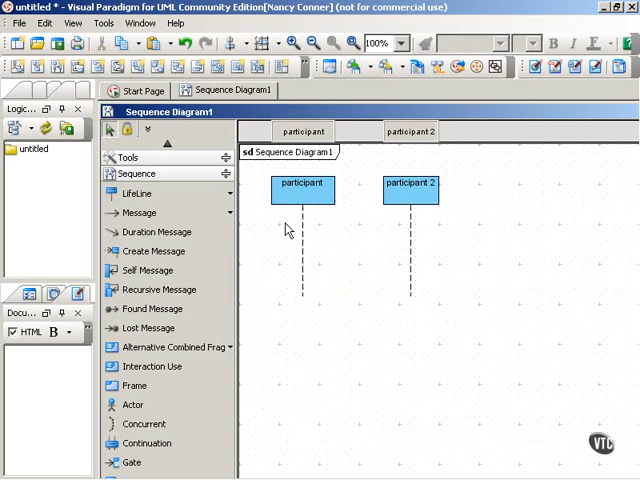 untitled * - Visual Paradigm for UML Community Edition[Nancy Conner] (not for commercial use)
File Edit View Tools Window Help
100%
B I
Start Page Sequence Diagram1
Logic... Sequence Diagram1
untitled
participant participant 2
Tools
sd Sequence Diagram1
Sequence
participant participant 2
LifeLine
Message
Duration Message
Create Message
Self Message
Recursive Message
Found Message
Docu...
Lost Message
HTML B
Alternative Combined Frag
Interaction Use
Frame
Actor
Concurrent
Continuation
Gate
VTC